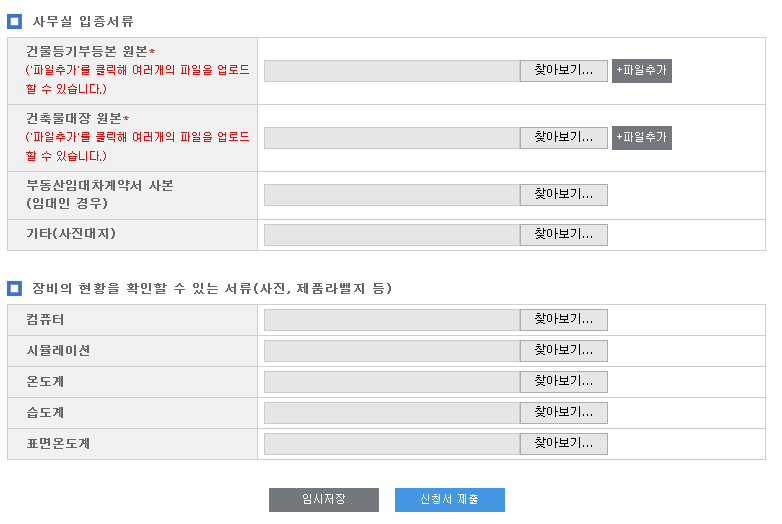 사무실 입증서류
건물등기부등본 원본*
('파일추가'를 클릭해 여러개의 파일을 업로드
할 수 있습니다.)
찾아보기... +파일추가
건축물대장 원본*
('파일추가'를 클릭해 여러개의 파일을 업로드
할 수 있습니다.)
찾아보기... +파일추가
부동산임대차계약서 사본
(임대인 경우)
찾아보기...
기타(사진대지) 찾아보기...
장비의 현황을 확인할 수 있는 서류(사진, 제품라벨지 등)
컴퓨터 찾아보기...
시뮬레이션 찾아보기...
온도계 찾아보기...
습도계 찾아보기...
표면온도계 찾아보기...
임시저장 신청서 제출